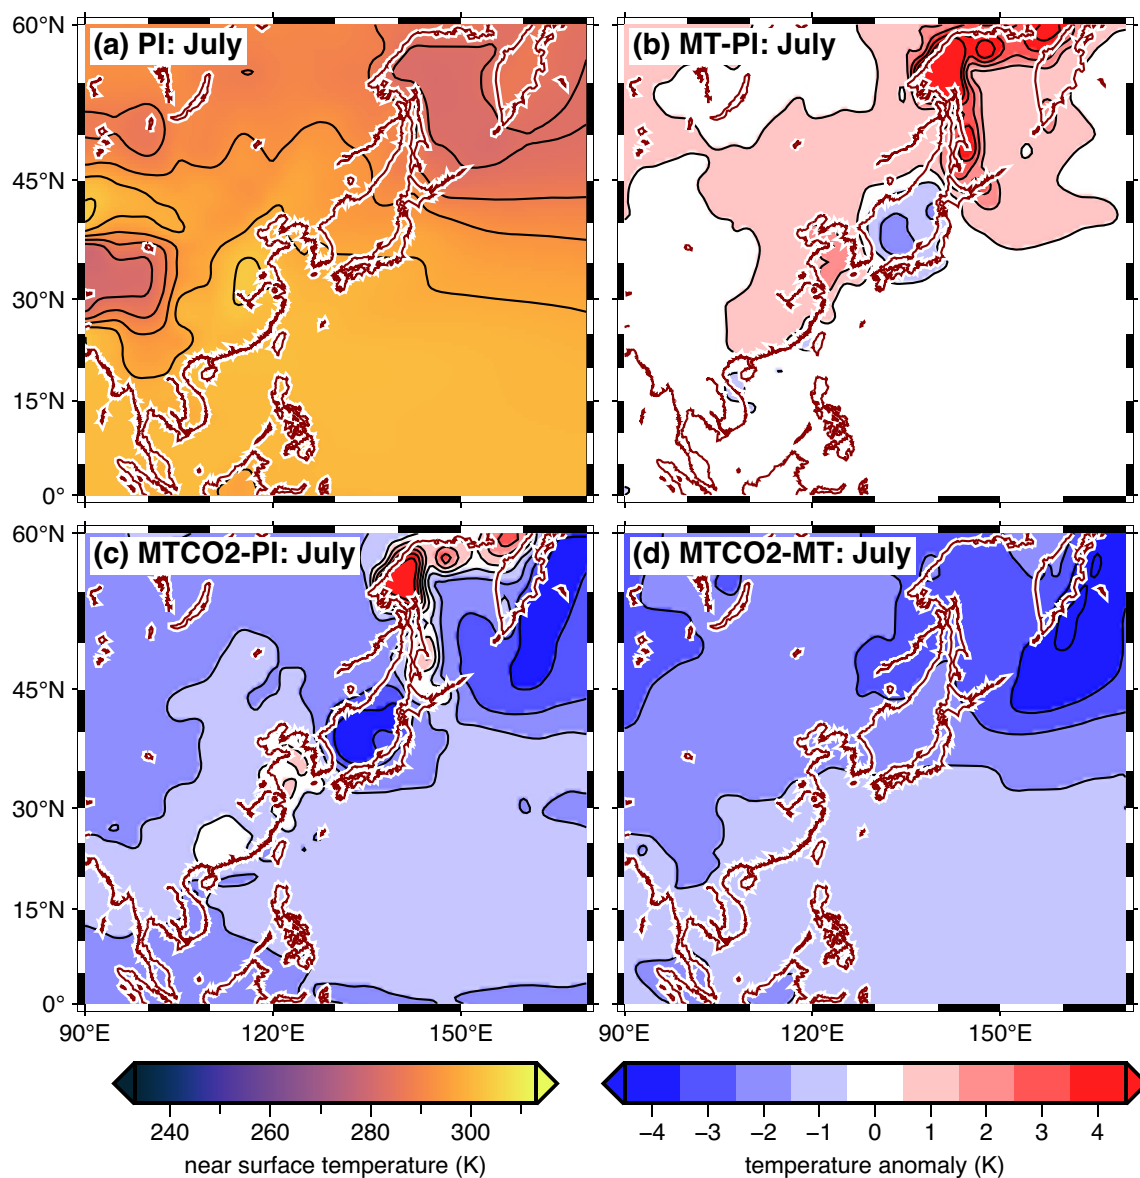 (a) PI: July
(b) MT-PI: July
60°N
45°N
30°N
15°N
0°
(c) MTCO2-PI: July
(d) MTCO2-MT: July
60°N
45°N
30°N
15°N
0°
90°E 120°E 150°E 90°E 120°E 150°E
240 260 280 300
near surface temperature (K)
−4 −3 −2 −1 0 1 2 3 4
temperature anomaly (K)